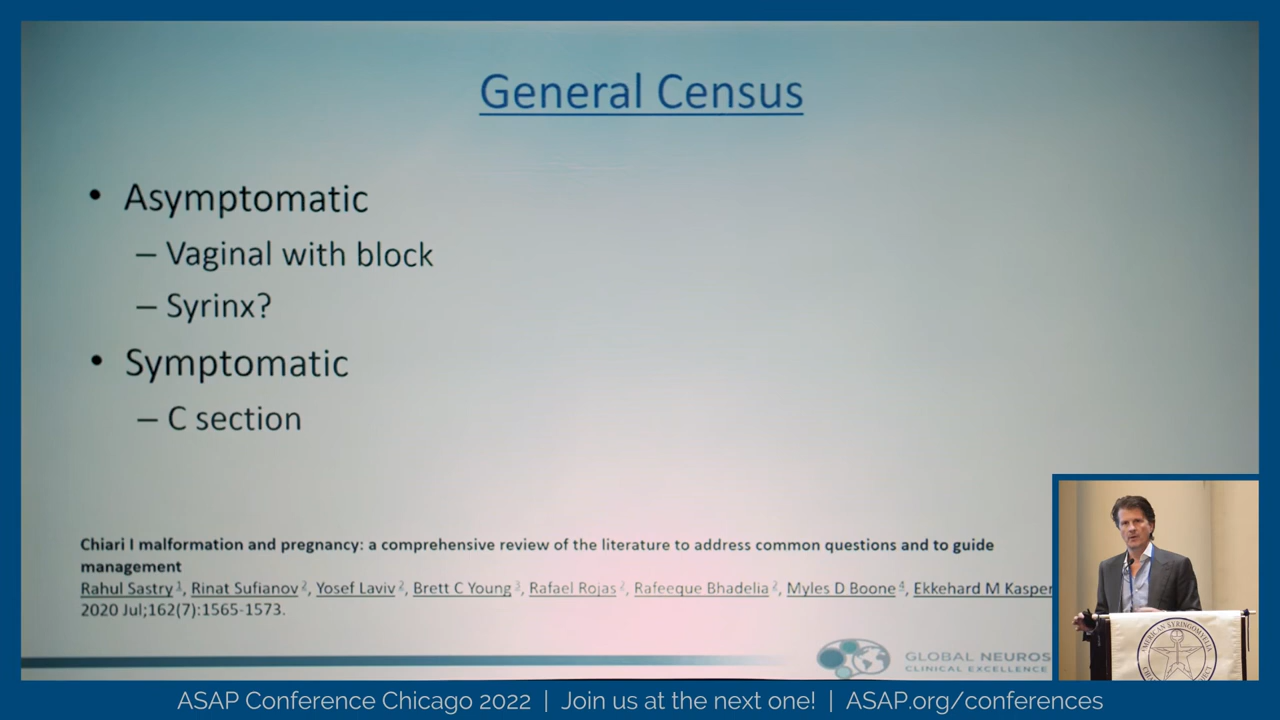 General Census
• Asymptomatic
– Vaginal with block
– Syrinx?
• Symptomatic
– C section
Chiari I malformation and pregnancy: a comprehensive review of the literature to address common questions and to guide
management
Rahul Sastry 1, Rinat Sufianov 2, Yosef Laviv 2, Brett C Young 3, Rafael Rojas 2, Rafeeque Bhadelia 2, Myles D Boone 4, Ekkehard M Kasper
2020 Jul;162(7):1565-1573.
GLOBAL NEUROS
CLINICAL EXCELLENCE
AMERICAN SYRINGOMYELIA
ASAP Conference Chicago 2022 | Join us at the next one! | ASAP.org/conferences